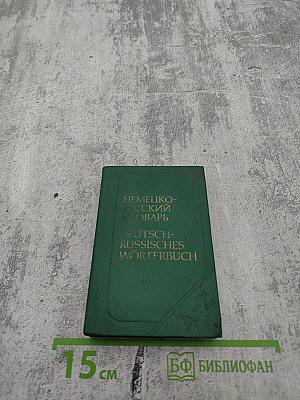 НЕМЕЦКО-
РУССКИЙ
СЛОВАРЬ
DEUTSCH-
RUSSISCHES
WÖRTERBUCH
15 см
БФ БИБЛИОФАН